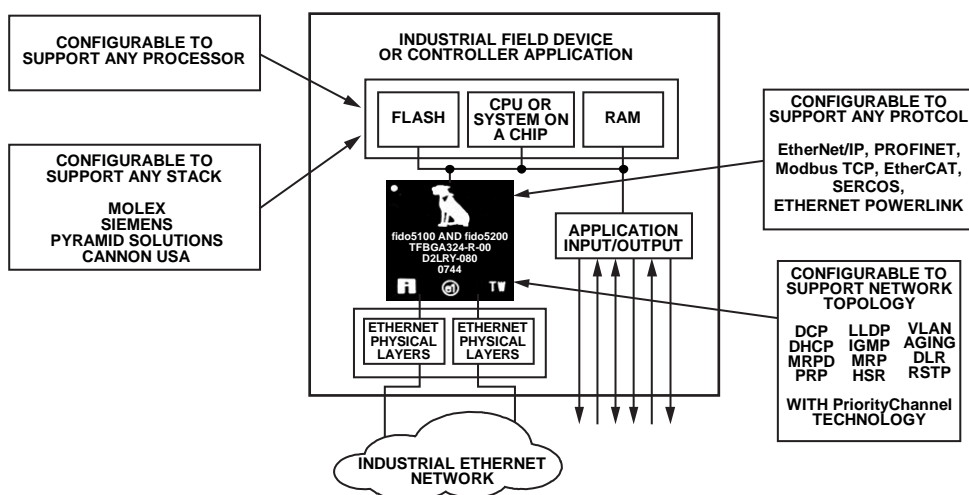 CONFIGURABLE TO
SUPPORT ANY PROCESSOR
CONFIGURABLE TO
SUPPORT ANY STACK
MOLEX
SIEMENS
PYRAMID SOLUTIONS
CANNON USA
INDUSTRIAL FIELD DEVICE
OR CONTROLLER APPLICATION
FLASH
CPU OR
SYSTEM ON
A CHIP
RAM
fido5100 AND fido5200
TFBGA324-R-00
D2LRY-080
0744
TW
APPLICATION
INPUT/OUTPUT
ETHERNET
PHYSICAL
LAYERS
ETHERNET
PHYSICAL
LAYERS
INDUSTRIAL ETHERNET
NETWORK
CONFIGURABLE TO
SUPPORT ANY PROTCOL
EtherNet/IP, PROFINET,
Modbus TCP, EtherCAT,
SERCOS,
ETHERNET POWERLINK
CONFIGURABLE TO
SUPPORT NETWORK
TOPOLOGY
DCP LLDP VLAN
DHCP IGMP AGING
MRPD MRP DLR
PRP HSR RSTP
WITH PriorityChannel
TECHNOLOGY